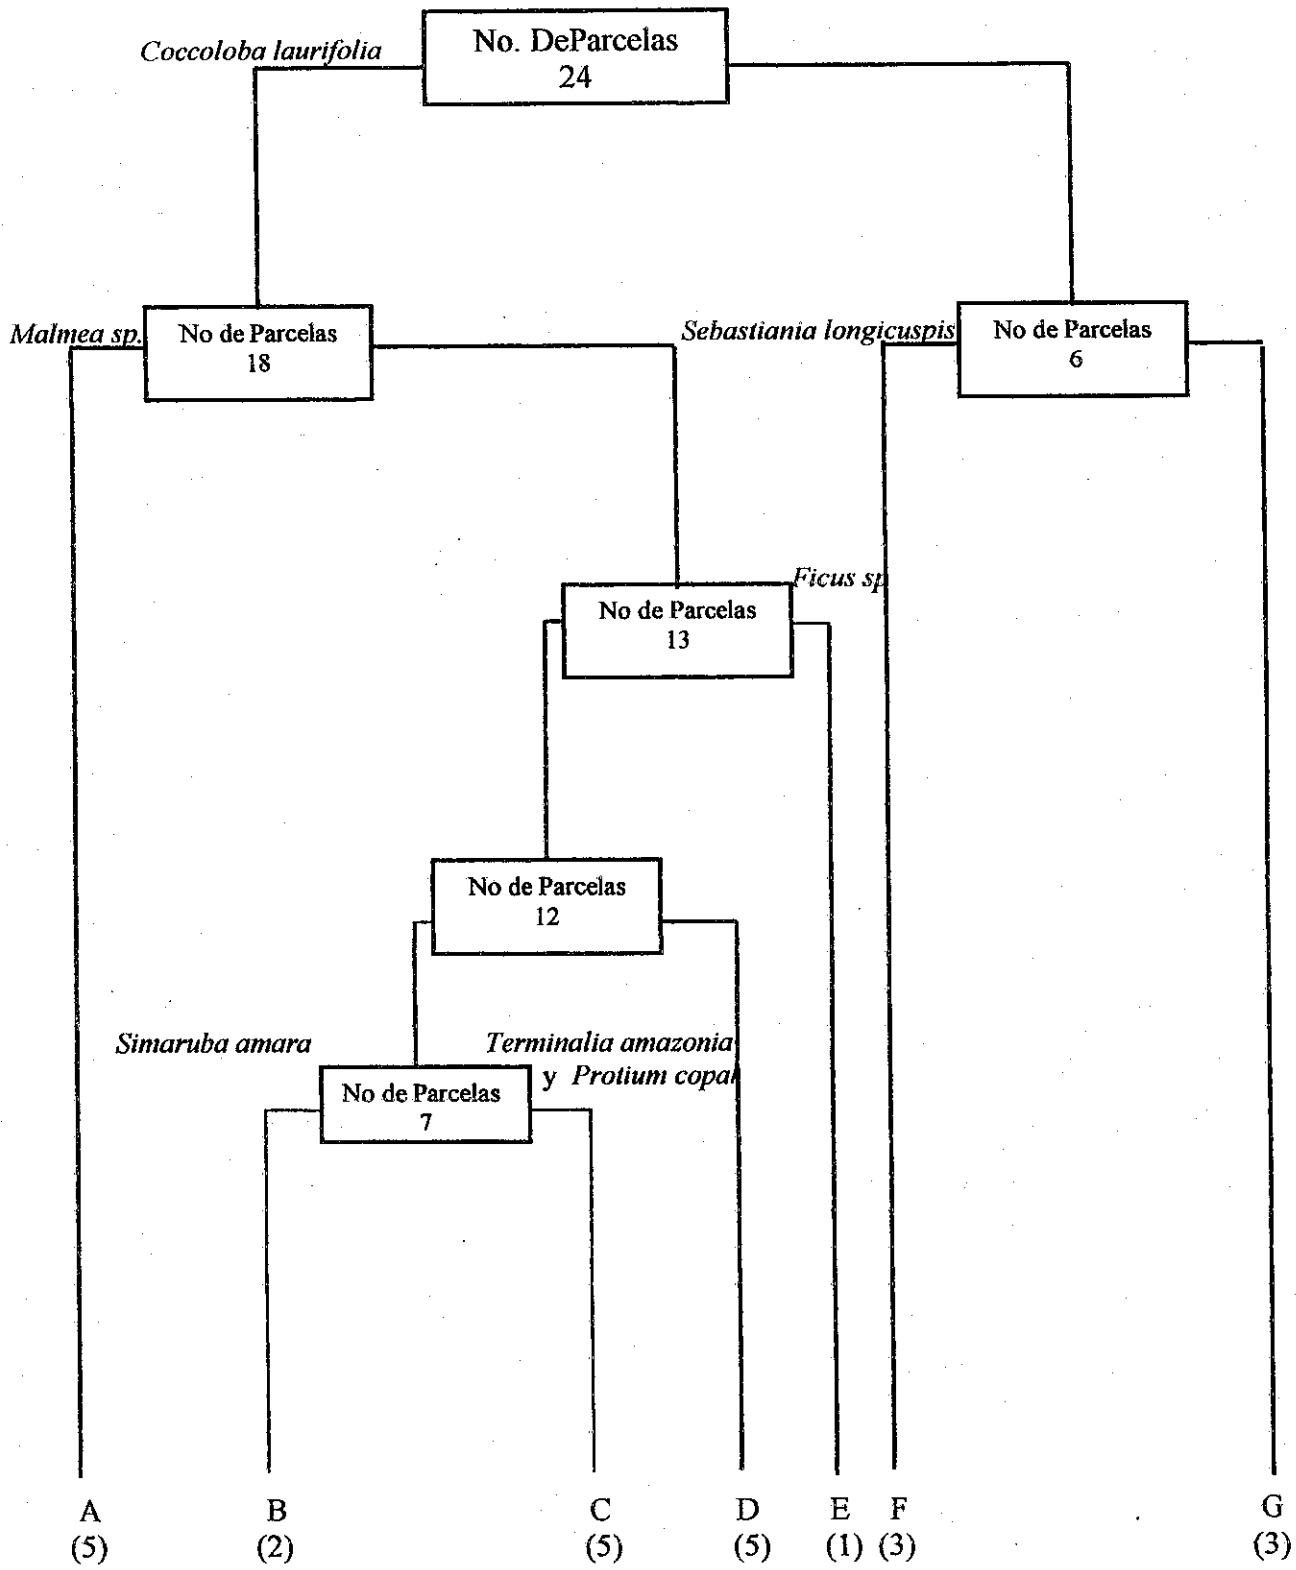 Coccoloba laurifolia
No. DeParcelas
24
Malmea sp.
No de Parcelas
18
Sebastiania longicuspis
No de Parcelas
6
Ficus sp
No de Parcelas
13
No de Parcelas
12
Simaruba amara
Terminalia amazonia
y Protium copal
No de Parcelas
7
A B C D E F G
(5) (2) (5) (5) (1) (3) (3)